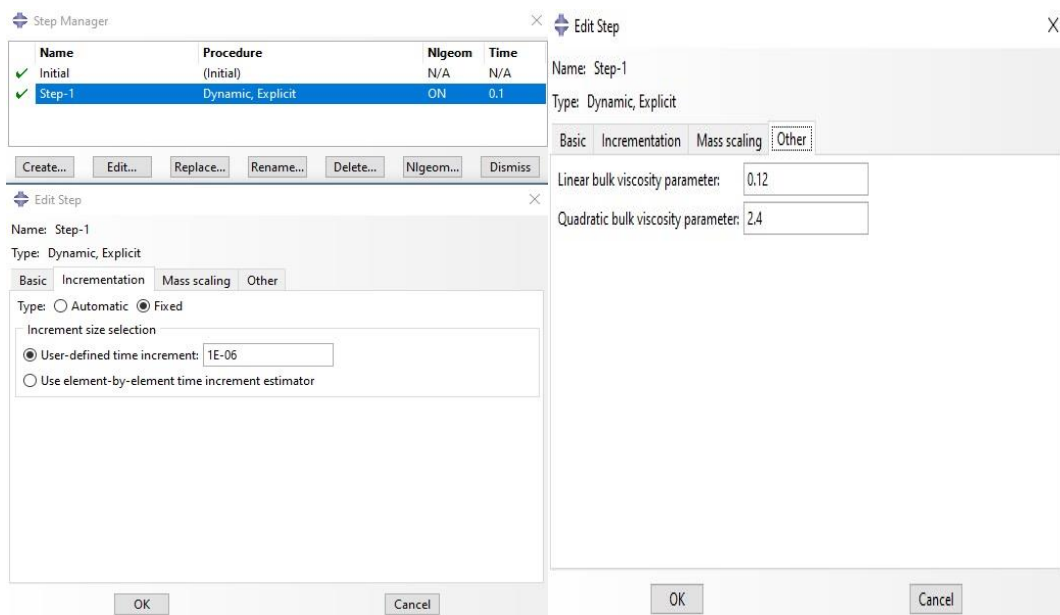 Step Manager
Name Procedure Nlgeom Time
Initial (Initial) N/A N/A
Step-1 Dynamic, Explicit ON 0.1
Create... Edit... Replace... Rename... Delete... Nlgeom... Dismiss
Edit Step
Name: Step-1
Type: Dynamic, Explicit
Basic Incrementation Mass scaling Other
Type: Automatic Fixed
Increment size selection
User-defined time increment: 1E-06
Use element-by-element time increment estimator
OK Cancel
Edit Step
Name: Step-1
Type: Dynamic, Explicit
Basic Incrementation Mass scaling Other
Linear bulk viscosity parameter: 0.12
Quadratic bulk viscosity parameter: 2.4
OK Cancel